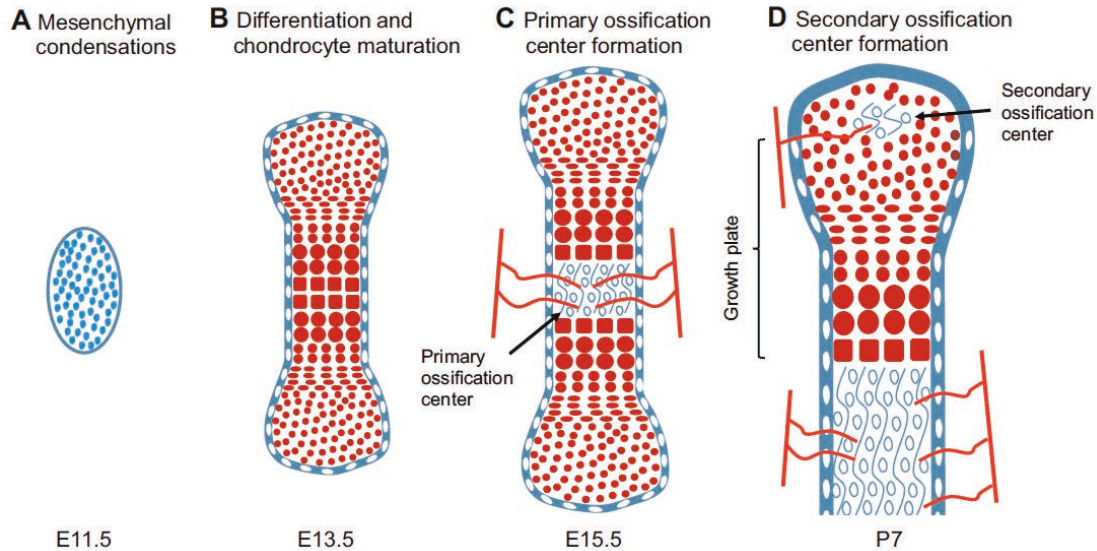 A Mesenchymal
condensations
B Differentiation and
chondrocyte maturation
C Primary ossification
center formation
D Secondary ossification
center formation
Secondary
ossification
center
Growth plate
Primary
ossification
center
E11.5
E13.5
E15.5
P7